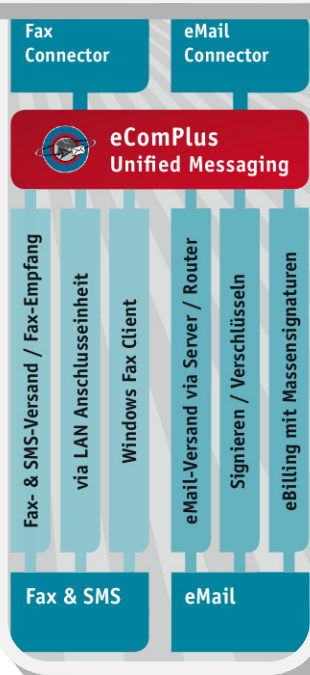 Fax
Connector
eMail
Connector
eComPlus
Unified Messaging
Fax- & SMS-Versand / Fax-Empfang
via LAN Anschlusseinheit
Windows Fax Client
eMail-Versand via Server / Router
Signieren / Verschlüsseln
eBilling mit Massensignaturen
Fax & SMS
eMail